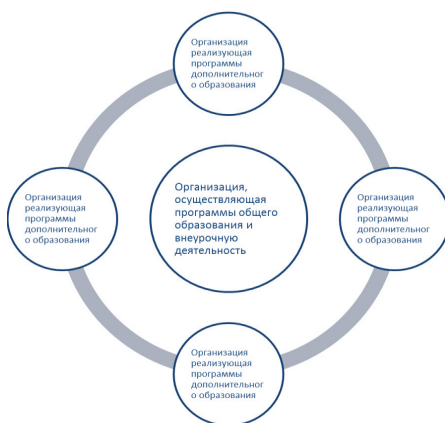 Организация
реализующая
программы
дополнительног
о образования
Организация
реализующая
программы
дополнительног
о образования
Организация,
осуществляющая
программы общего
образования и
внеурочную
деятельность
Организация
реализующая
программы
дополнительног
о образования
Организация
реализующая
программы
дополнительног
о образования